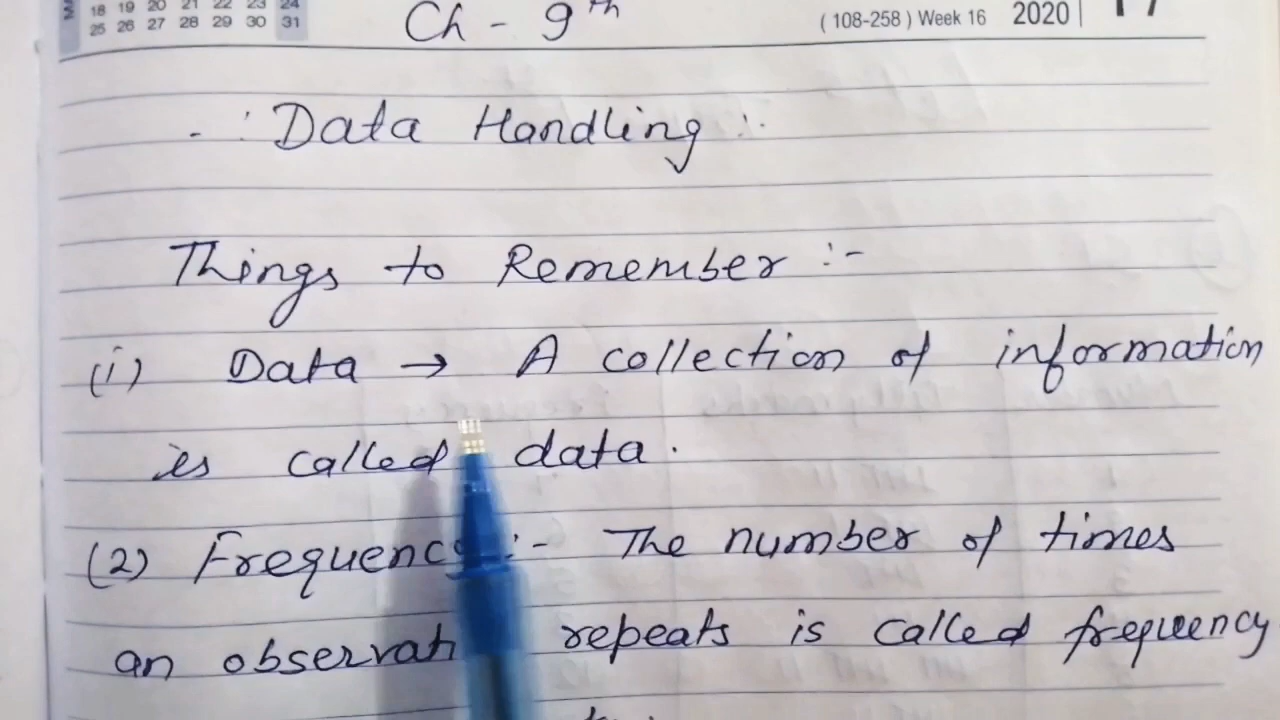 18 19 20 21 22 23 24
25 26 27 28 29 30 31
Ch - 9th
(108-258) Week 16 2020
Data Handling :-
Things to Remember :-
(i) Data → A collection of information
is called data.
(2) Frequency :- The number of times
an observati repeats is called frequency